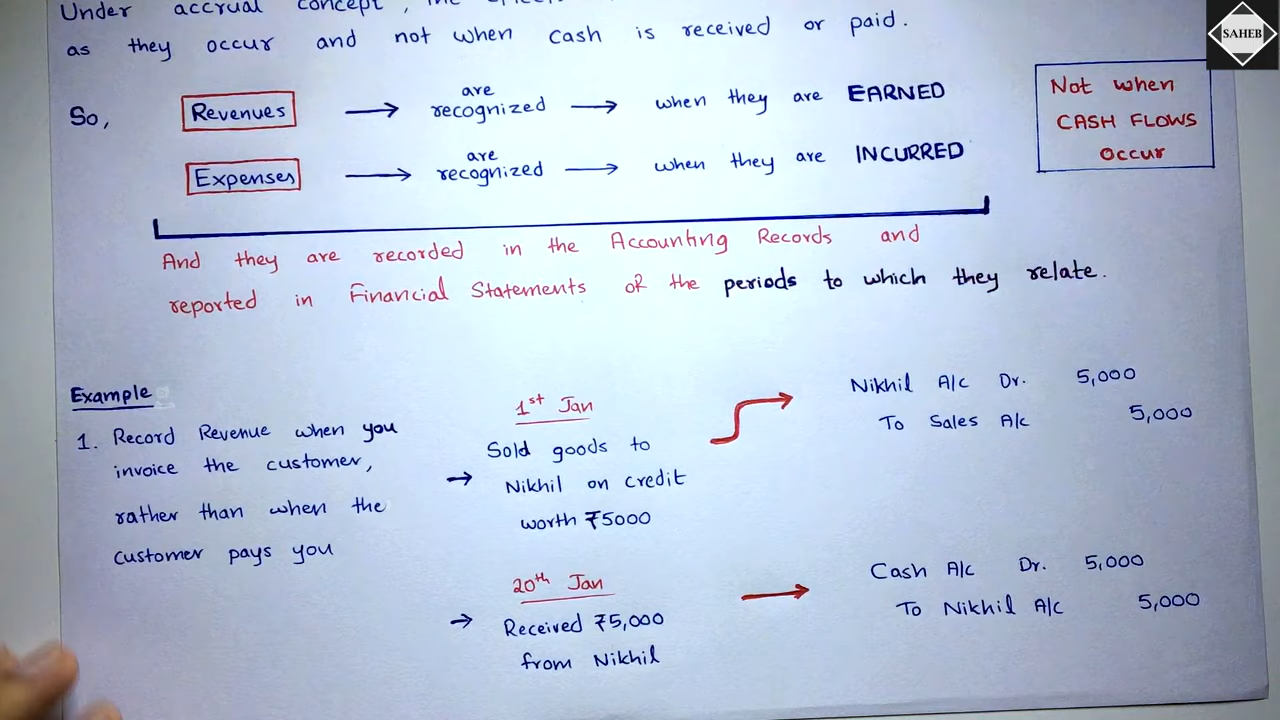 Under accrual concept, the
as they occur and not when cash is received or paid.
SAHEB
So, Revenues → are recognized → when they are EARNED
Expenses → are recognized → when they are INCURRED
Not when
CASH FLOWS
OCCUR
And they are recorded in the Accounting Records and
reported in Financial Statements of the periods to which they relate.
Example
1. Record Revenue when you
invoice the customer,
rather than when the
customer pays you
1st Jan
→ Sold goods to
Nikhil on credit
worth ₹5000
Nikhil A/c Dr. 5,000
To Sales A/c 5,000
20th Jan
→ Received ₹5,000
from Nikhil
Cash A/c Dr. 5,000
To Nikhil A/c 5,000